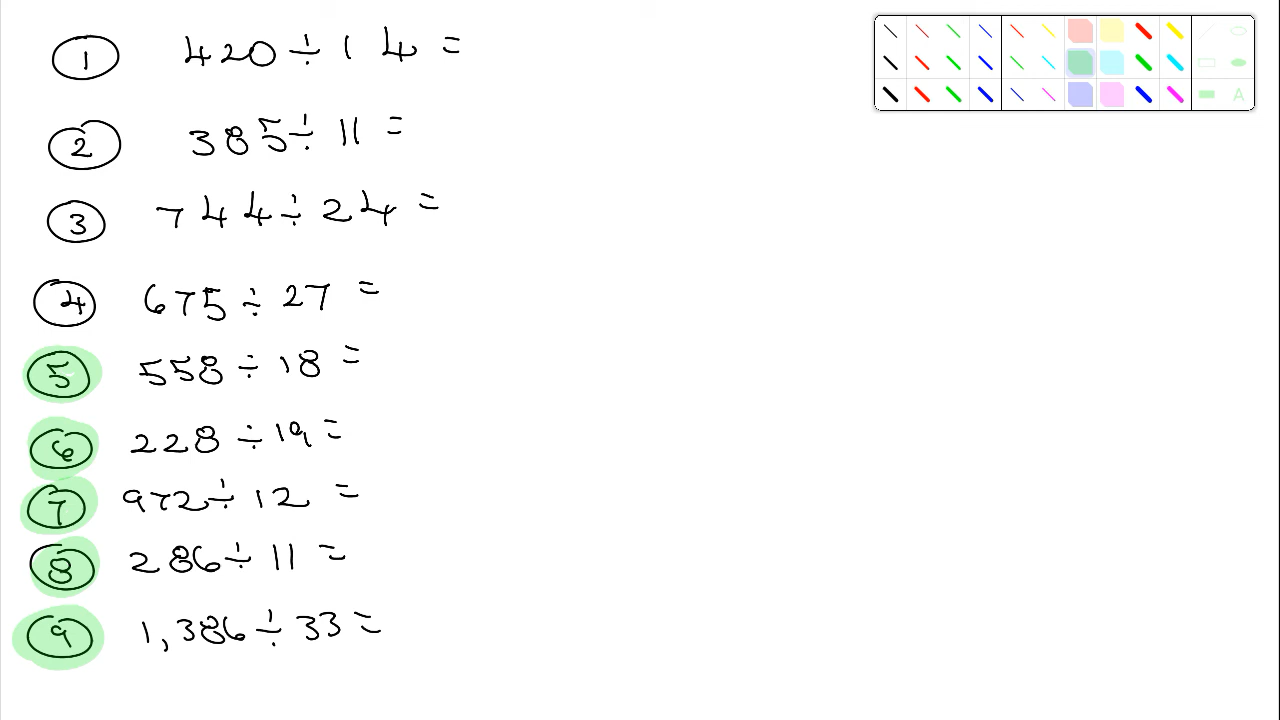 1 420 ÷ 14 =
2 385 ÷ 11 =
3 744 ÷ 24 =
4 675 ÷ 27 =
5 558 ÷ 18 =
6 228 ÷ 19 =
7 972 ÷ 12 =
8 286 ÷ 11 =
9 1,386 ÷ 33 =
A